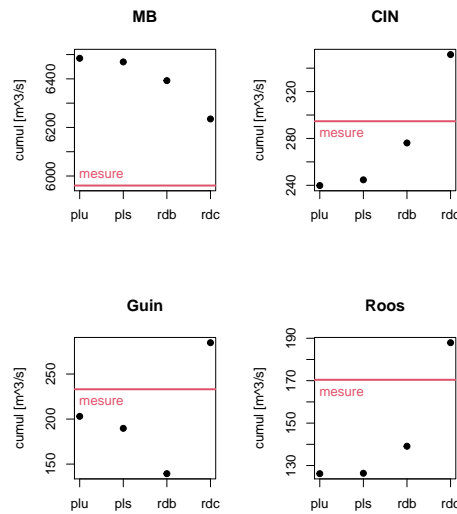 MB
cumul [m^3/s]
6000
6200
6400
mesure
plu
pls
rdb
rdc
CIN
cumul [m^3/s]
240
280
320
mesure
plu
pls
rdb
rdc
Guin
cumul [m^3/s]
150
200
250
mesure
plu
pls
rdb
rdc
Roos
cumul [m^3/s]
130
150
170
190
mesure
plu
pls
rdb
rdc